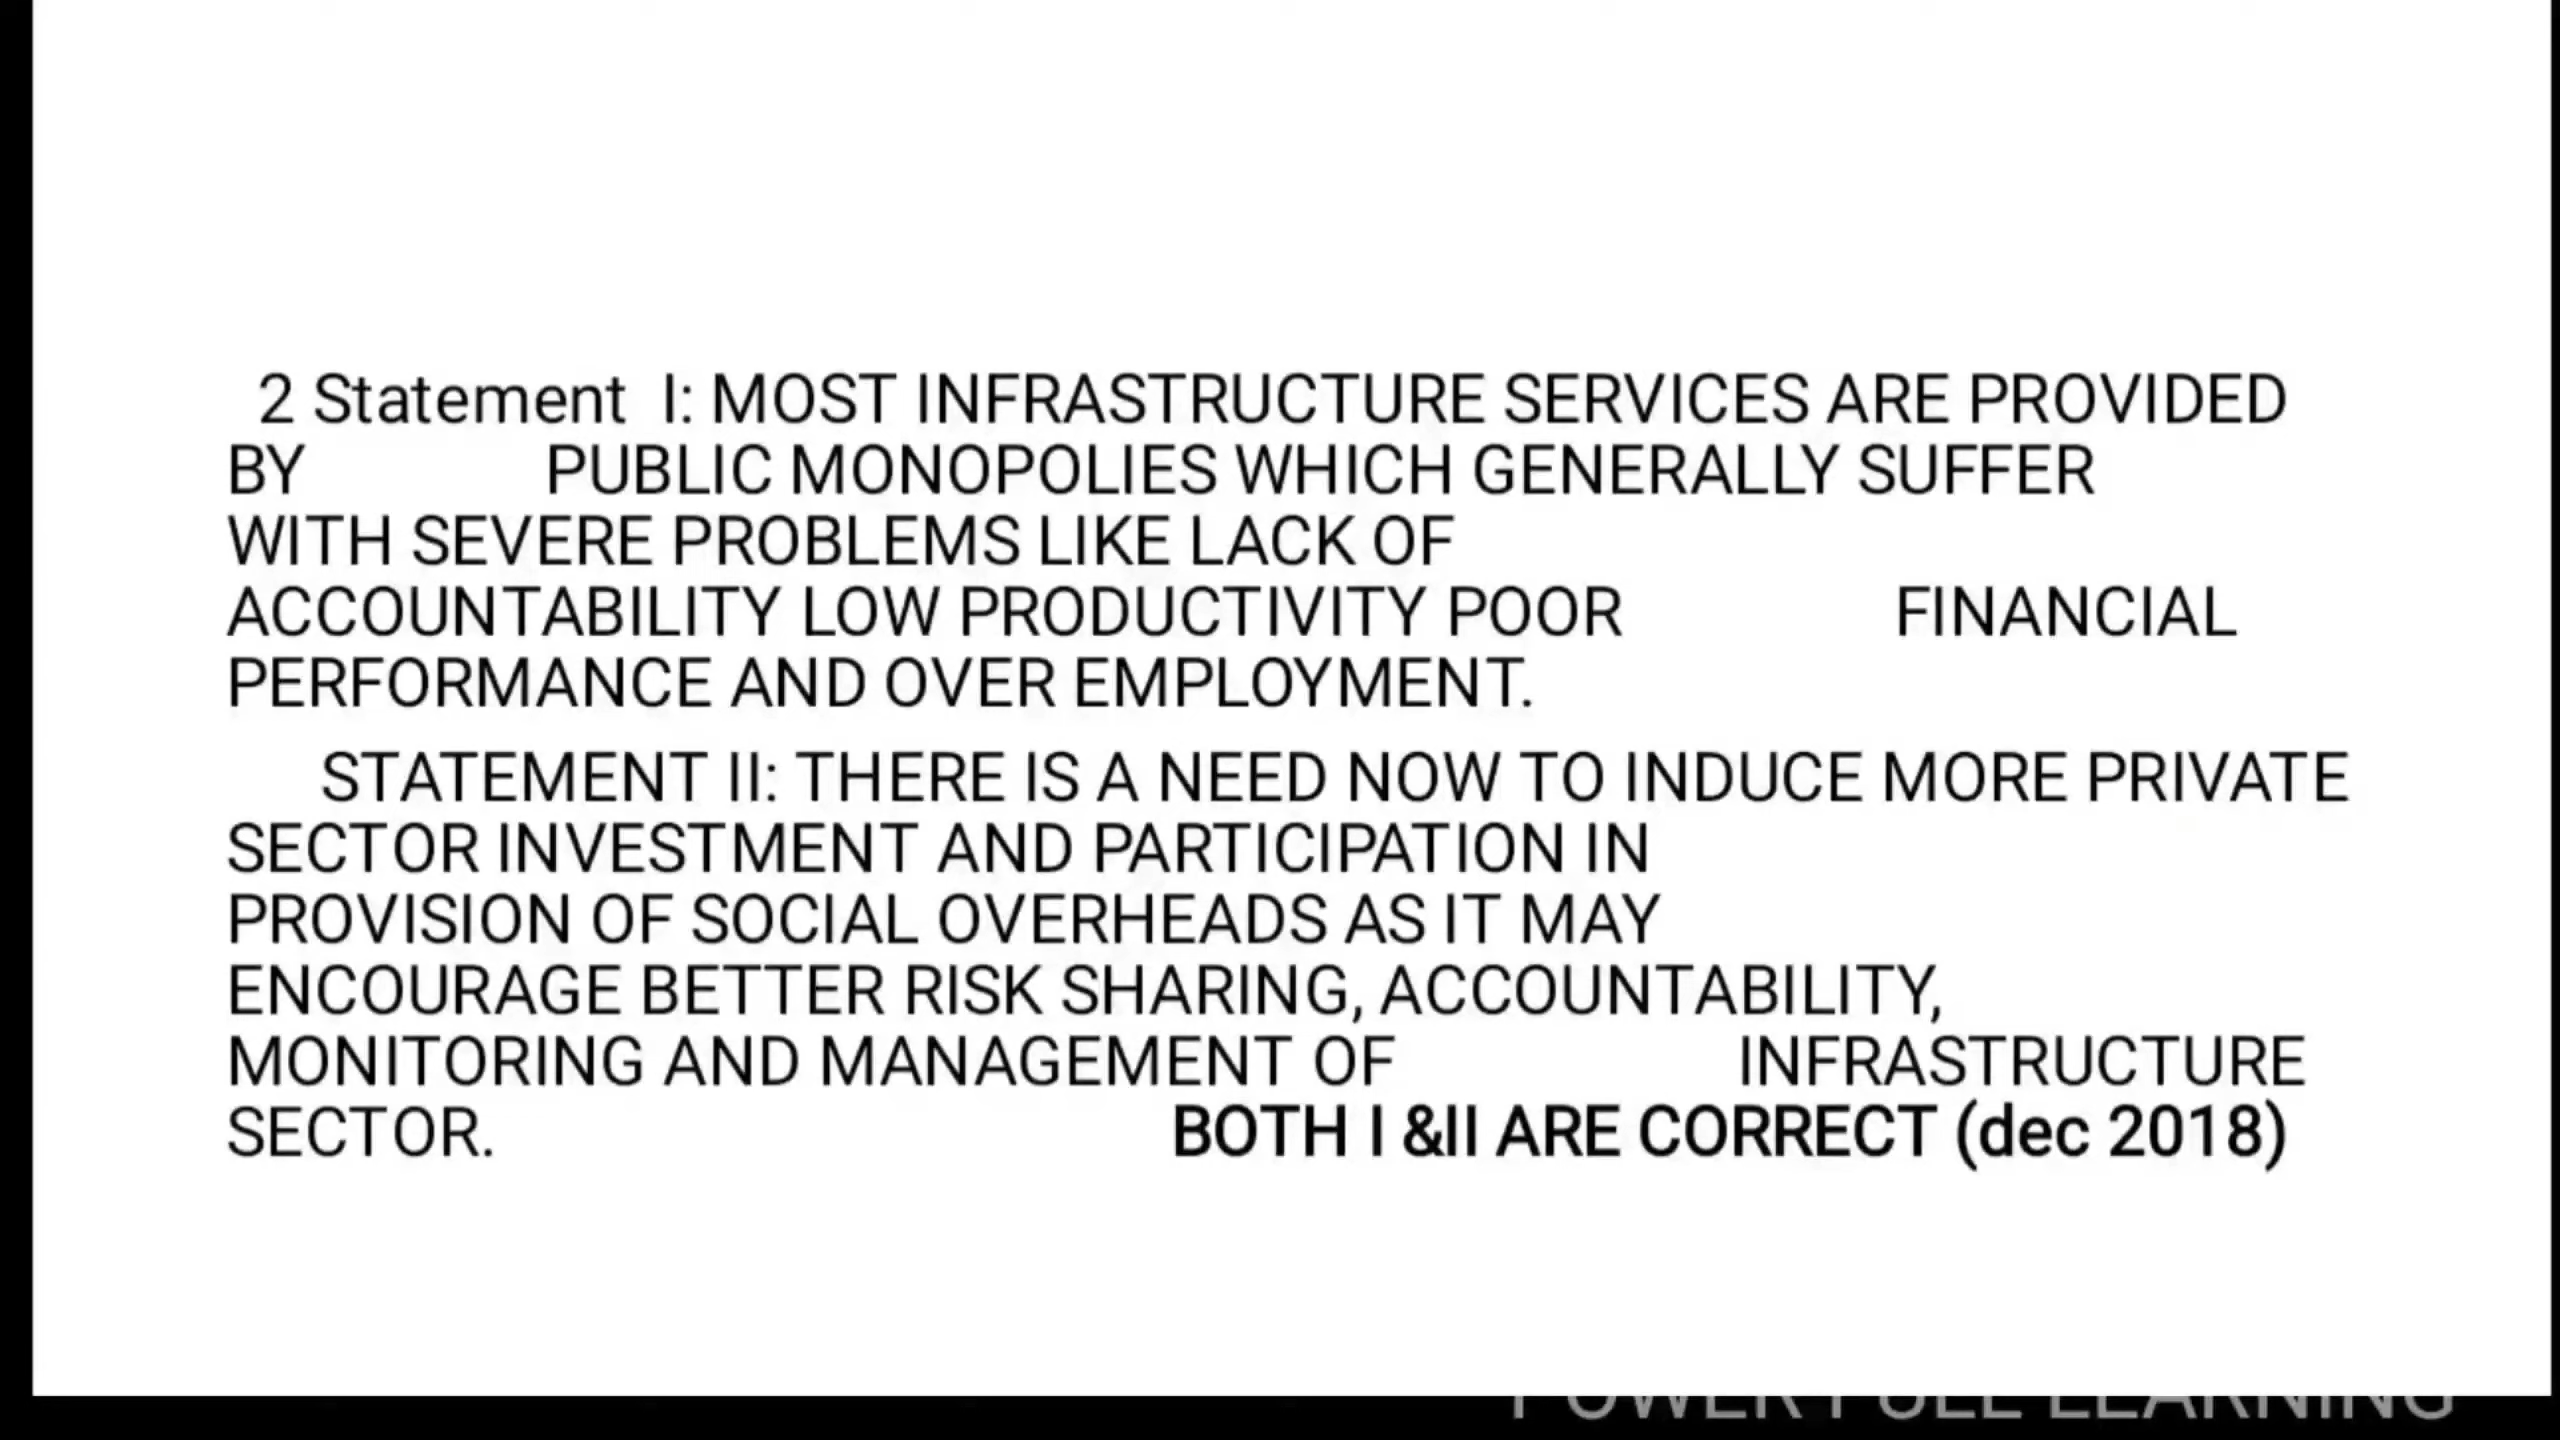 2 Statement I: MOST INFRASTRUCTURE SERVICES ARE PROVIDED
BY PUBLIC MONOPOLIES WHICH GENERALLY SUFFER
WITH SEVERE PROBLEMS LIKE LACK OF
ACCOUNTABILITY LOW PRODUCTIVITY POOR FINANCIAL
PERFORMANCE AND OVER EMPLOYMENT.
STATEMENT II: THERE IS A NEED NOW TO INDUCE MORE PRIVATE
SECTOR INVESTMENT AND PARTICIPATION IN
PROVISION OF SOCIAL OVERHEADS AS IT MAY
ENCOURAGE BETTER RISK SHARING, ACCOUNTABILITY,
MONITORING AND MANAGEMENT OF INFRASTRUCTURE
SECTOR. BOTH I &II ARE CORRECT (dec 2018)
POWER FULL LEARNING